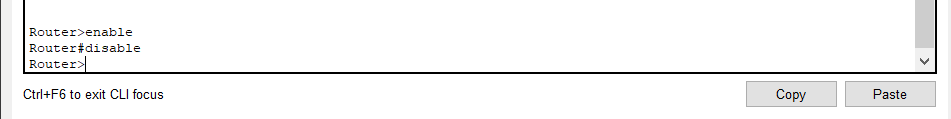 Router>enable
Router#disable
Router>
Ctrl+F6 to exit CLI focus
Copy
Paste